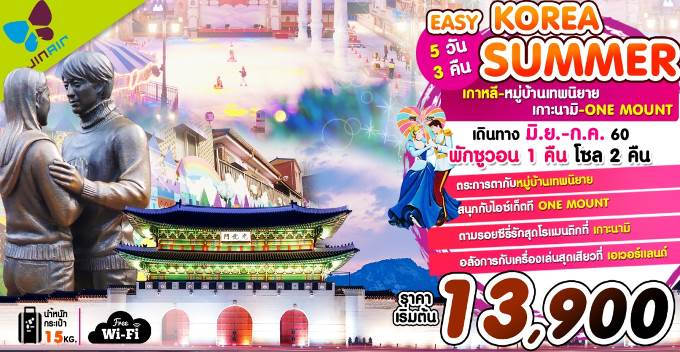 JINAIR
EASY KOREA
5 วัน
3 คืน
SUMMER
เกาหลี-หมู่บ้านเทพนิยาย
เกาะนามิ-ONE MOUNT
เดินทาง มิ.ย.-ก.ค. 60
พักซูวอน 1 คืน โซล 2 คืน
ตระการตากับหมู่บ้านเทพนิยาย
สนุกกับไอซ์เก็ตที่ ONE MOUNT
ตามรอยซีรี่รักสุดโรแมนติกที่ เกาะนามิ
อลังการกับเครื่องเล่นสุดเสียวที่ เอเวอร์แลนด์
門化光
ราคา
เริ่มต้น
13,900
น้ำหนัก
กระเป๋า
15KG.
Free
Wi-Fi